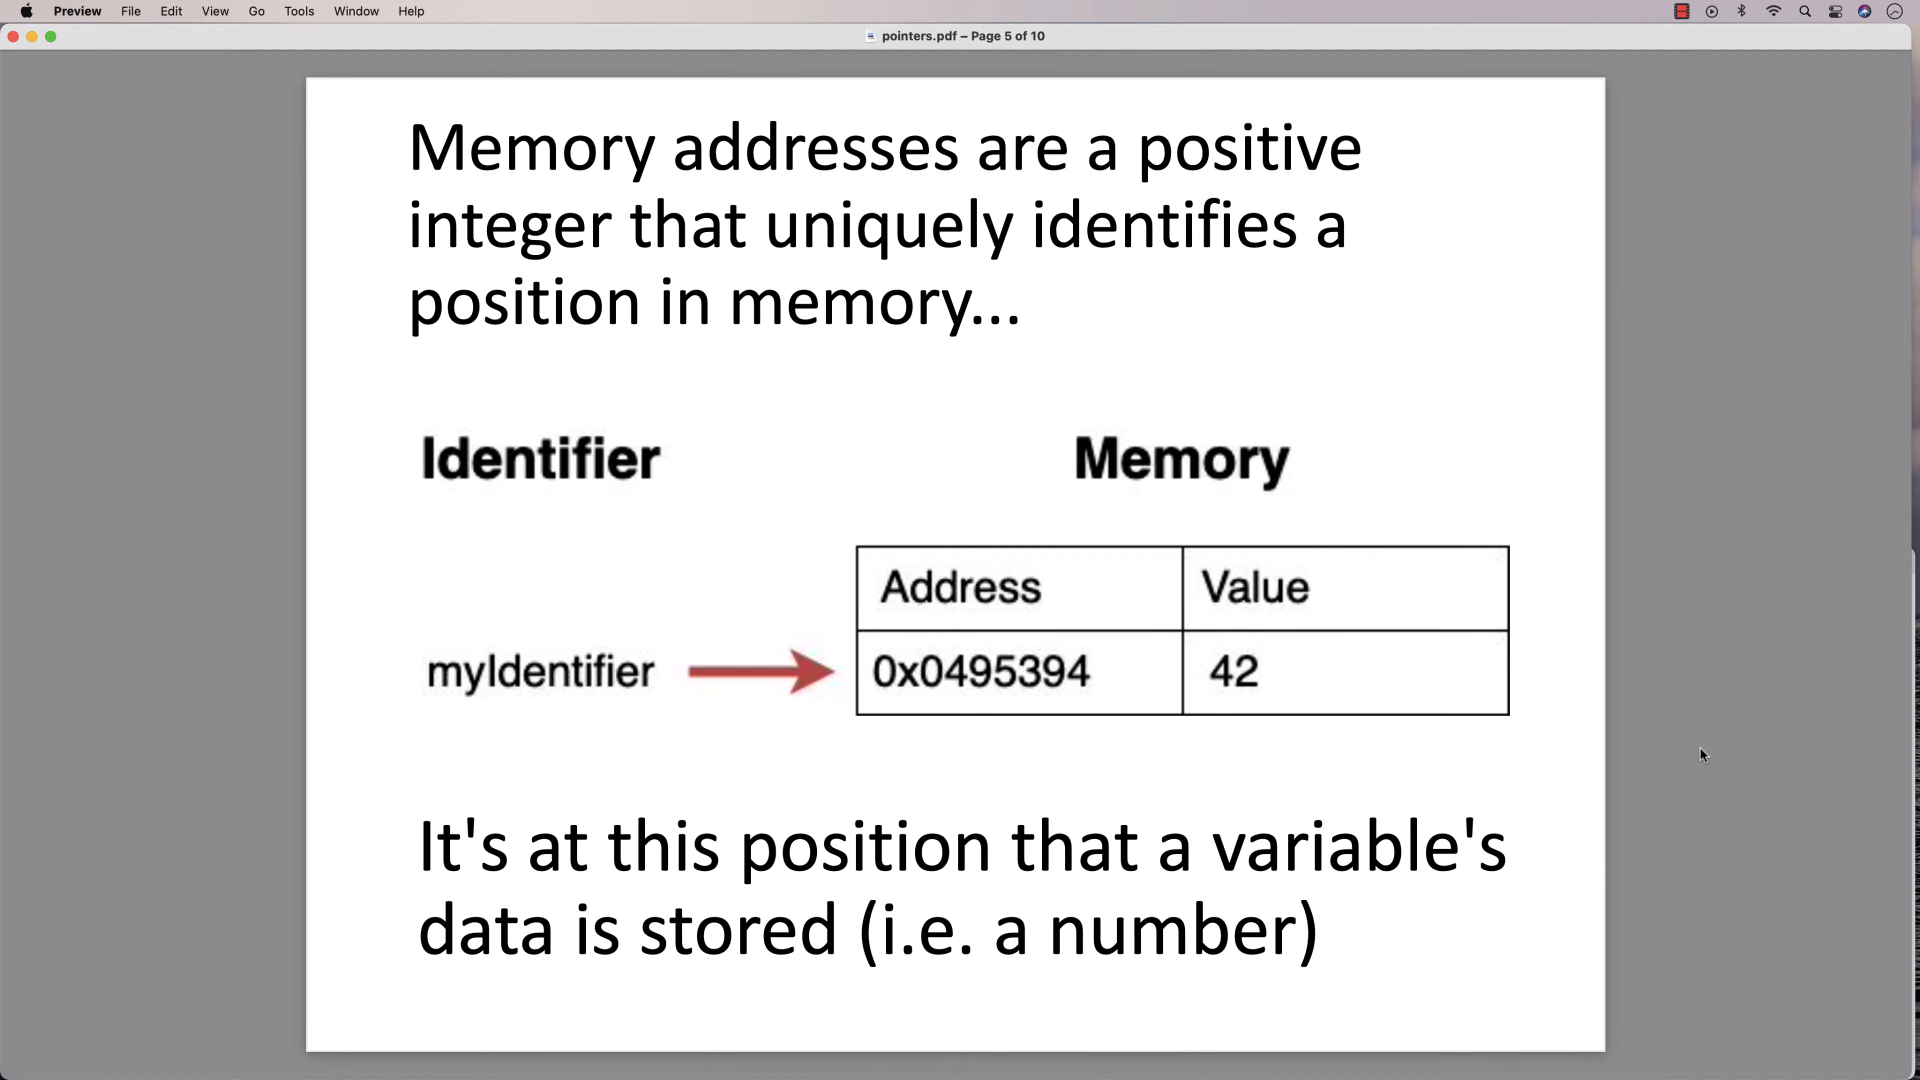 Preview File Edit View Go Tools Window Help
pointers.pdf – Page 5 of 10
Memory addresses are a positive
integer that uniquely identifies a
position in memory...
Identifier Memory
Address Value
myIdentifier 0x0495394 42
It's at this position that a variable's
data is stored (i.e. a number)